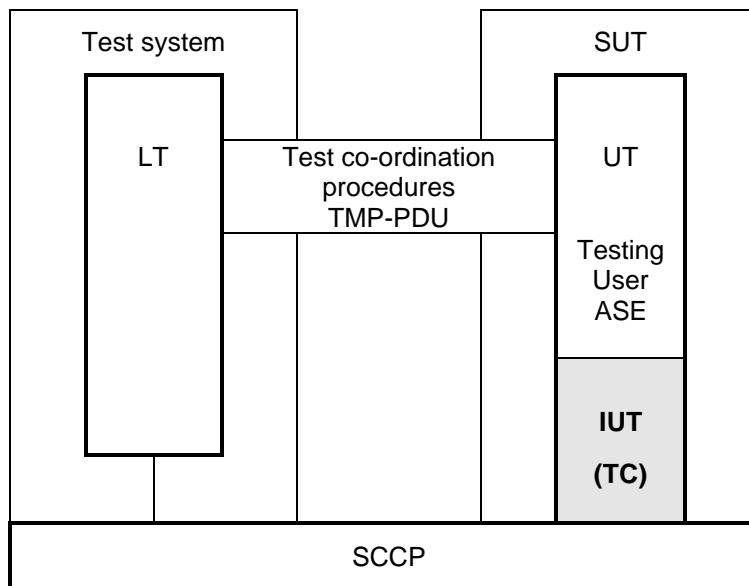 Test system
SUT
LT
Test co-ordination
procedures
TMP-PDU
UT
Testing
User
ASE
IUT
(TC)
SCCP